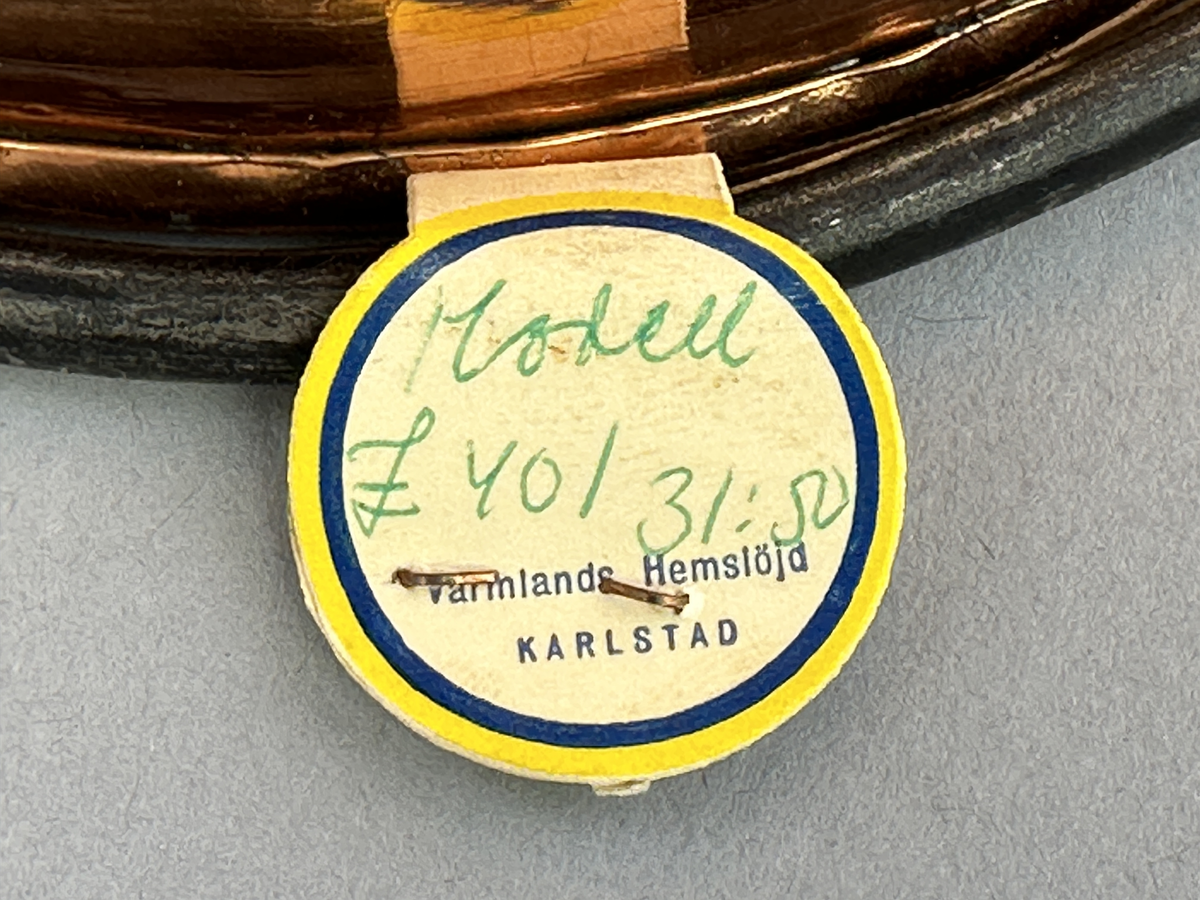 Modell
Z 401 31:50
Värmlands Hemslöjd
KARLSTAD